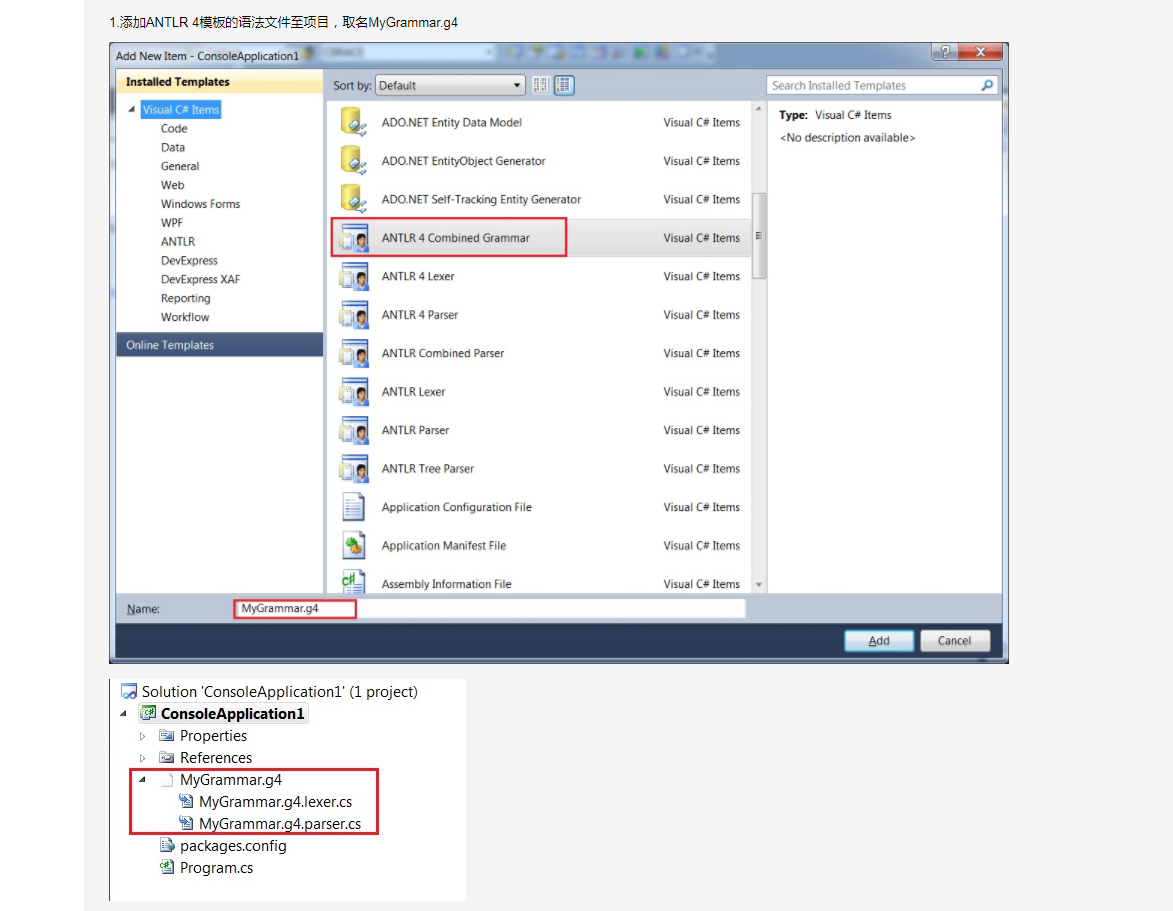 1.添加ANTLR 4模板的语法文件至项目，取名MyGrammar.g4
Add New Item - ConsoleApplication1
Installed Templates
Sort by: Default
Search Installed Templates
Visual C# Items
Code
Data
General
Web
Windows Forms
WPF
ANTLR
DevExpress
DevExpress XAF
Reporting
Workflow
Online Templates
ADO.NET Entity Data Model Visual C# Items
ADO.NET EntityObject Generator Visual C# Items
ADO.NET Self-Tracking Entity Generator Visual C# Items
ANTLR 4 Combined Grammar Visual C# Items
ANTLR 4 Lexer Visual C# Items
ANTLR 4 Parser Visual C# Items
ANTLR Combined Parser Visual C# Items
ANTLR Lexer Visual C# Items
ANTLR Parser Visual C# Items
ANTLR Tree Parser Visual C# Items
Application Configuration File Visual C# Items
Application Manifest File Visual C# Items
Assembly Information File Visual C# Items
Type: Visual C# Items
<No description available>
Name: MyGrammar.g4
Add Cancel
Solution 'ConsoleApplication1' (1 project)
ConsoleApplication1
Properties
References
MyGrammar.g4
MyGrammar.g4.lexer.cs
MyGrammar.g4.parser.cs
packages.config
Program.cs